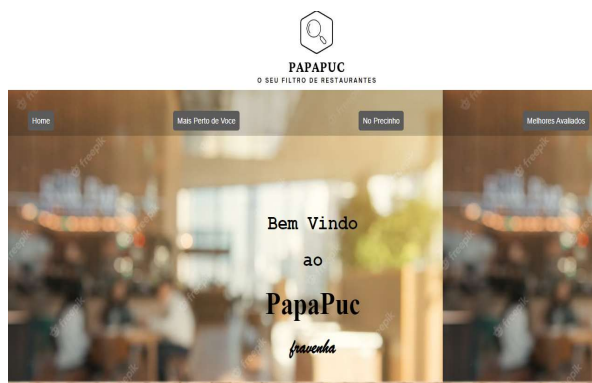 PAPAPUC
O SEU FILTRO DE RESTAURANTES
Home
Mais Perto de Voce
No Precinho
Melhores Avaliados
Bem Vindo
ao
PapaPuc
fravenha